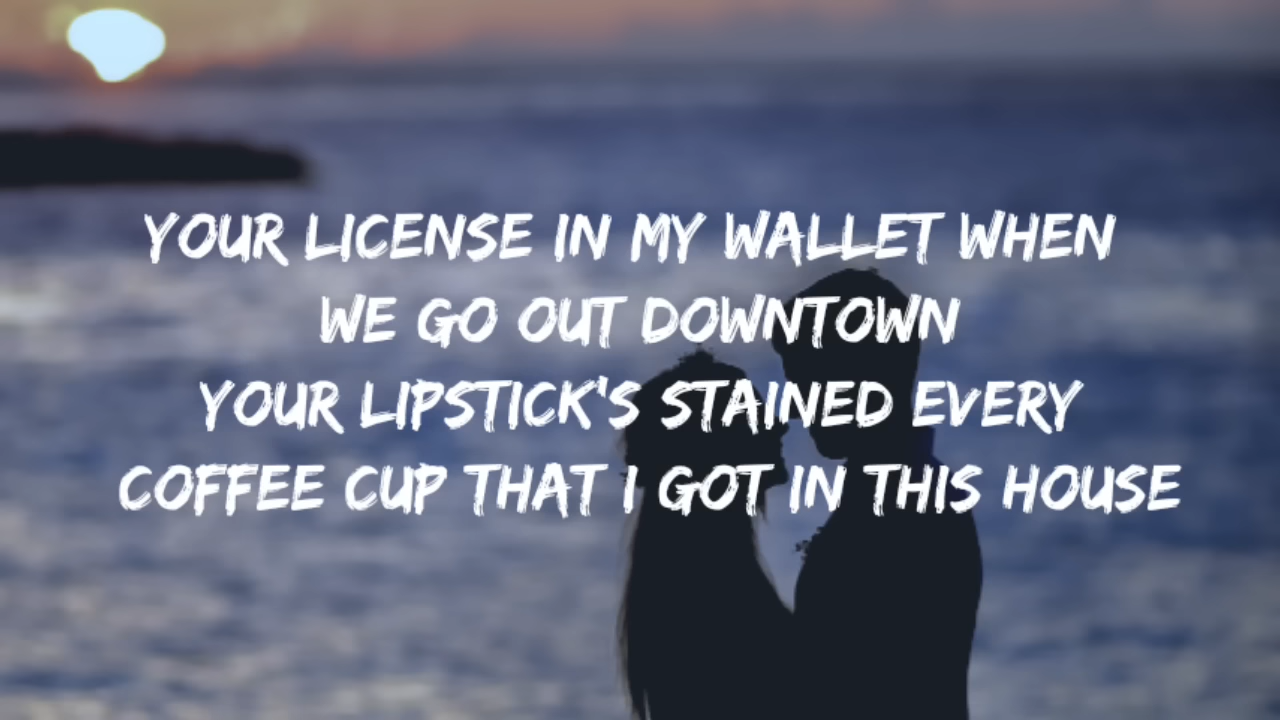 YOUR LICENSE IN MY WALLET WHEN
WE GO OUT DOWNTOWN
YOUR LIPSTICK'S STAINED EVERY
COFFEE CUP THAT I GOT IN THIS HOUSE